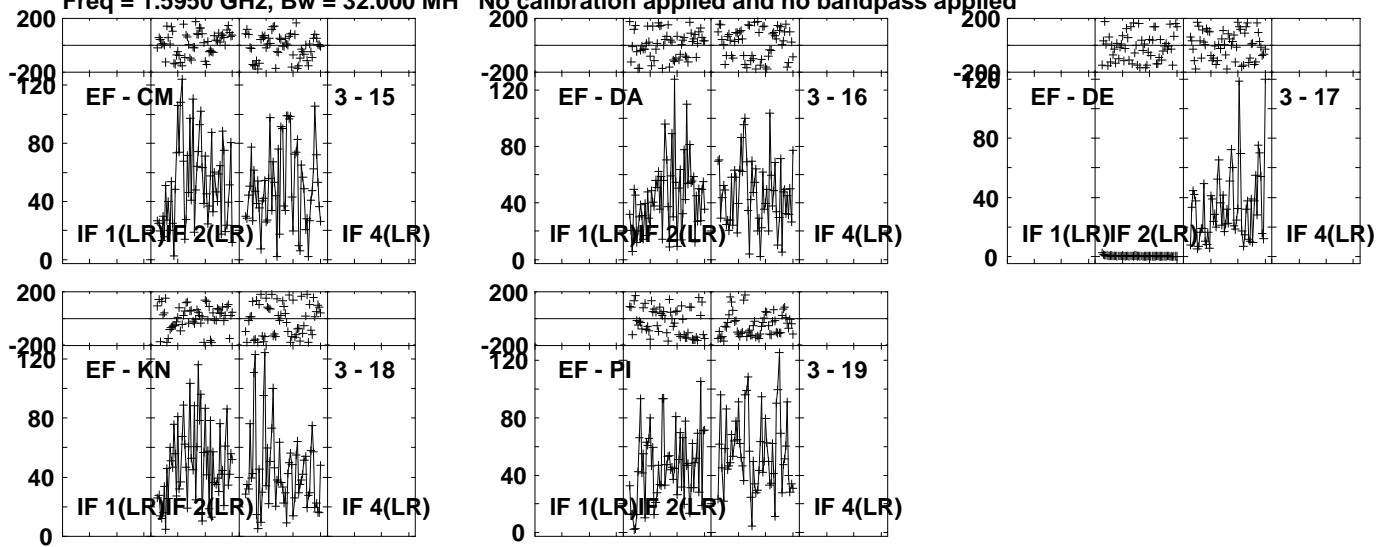 Freq = 1.5950 GHz, Bw = 32.000 MH No calibration applied and no bandpass applied
200
-200
120
80
40
0
EF - CM
3 - 15
IF 1(LR)
IF 2(LR)
IF 4(LR)
200
-200
120
80
40
0
EF - DA
3 - 16
IF 1(LR)
IF 2(LR)
IF 4(LR)
200
-200
120
80
40
0
EF - DE
3 - 17
IF 1(LR)
IF 2(LR)
IF 4(LR)
200
-200
120
80
40
0
EF - KN
3 - 18
IF 1(LR)
IF 2(LR)
IF 4(LR)
200
-200
120
80
40
0
EF - PI
3 - 19
IF 1(LR)
IF 2(LR)
IF 4(LR)